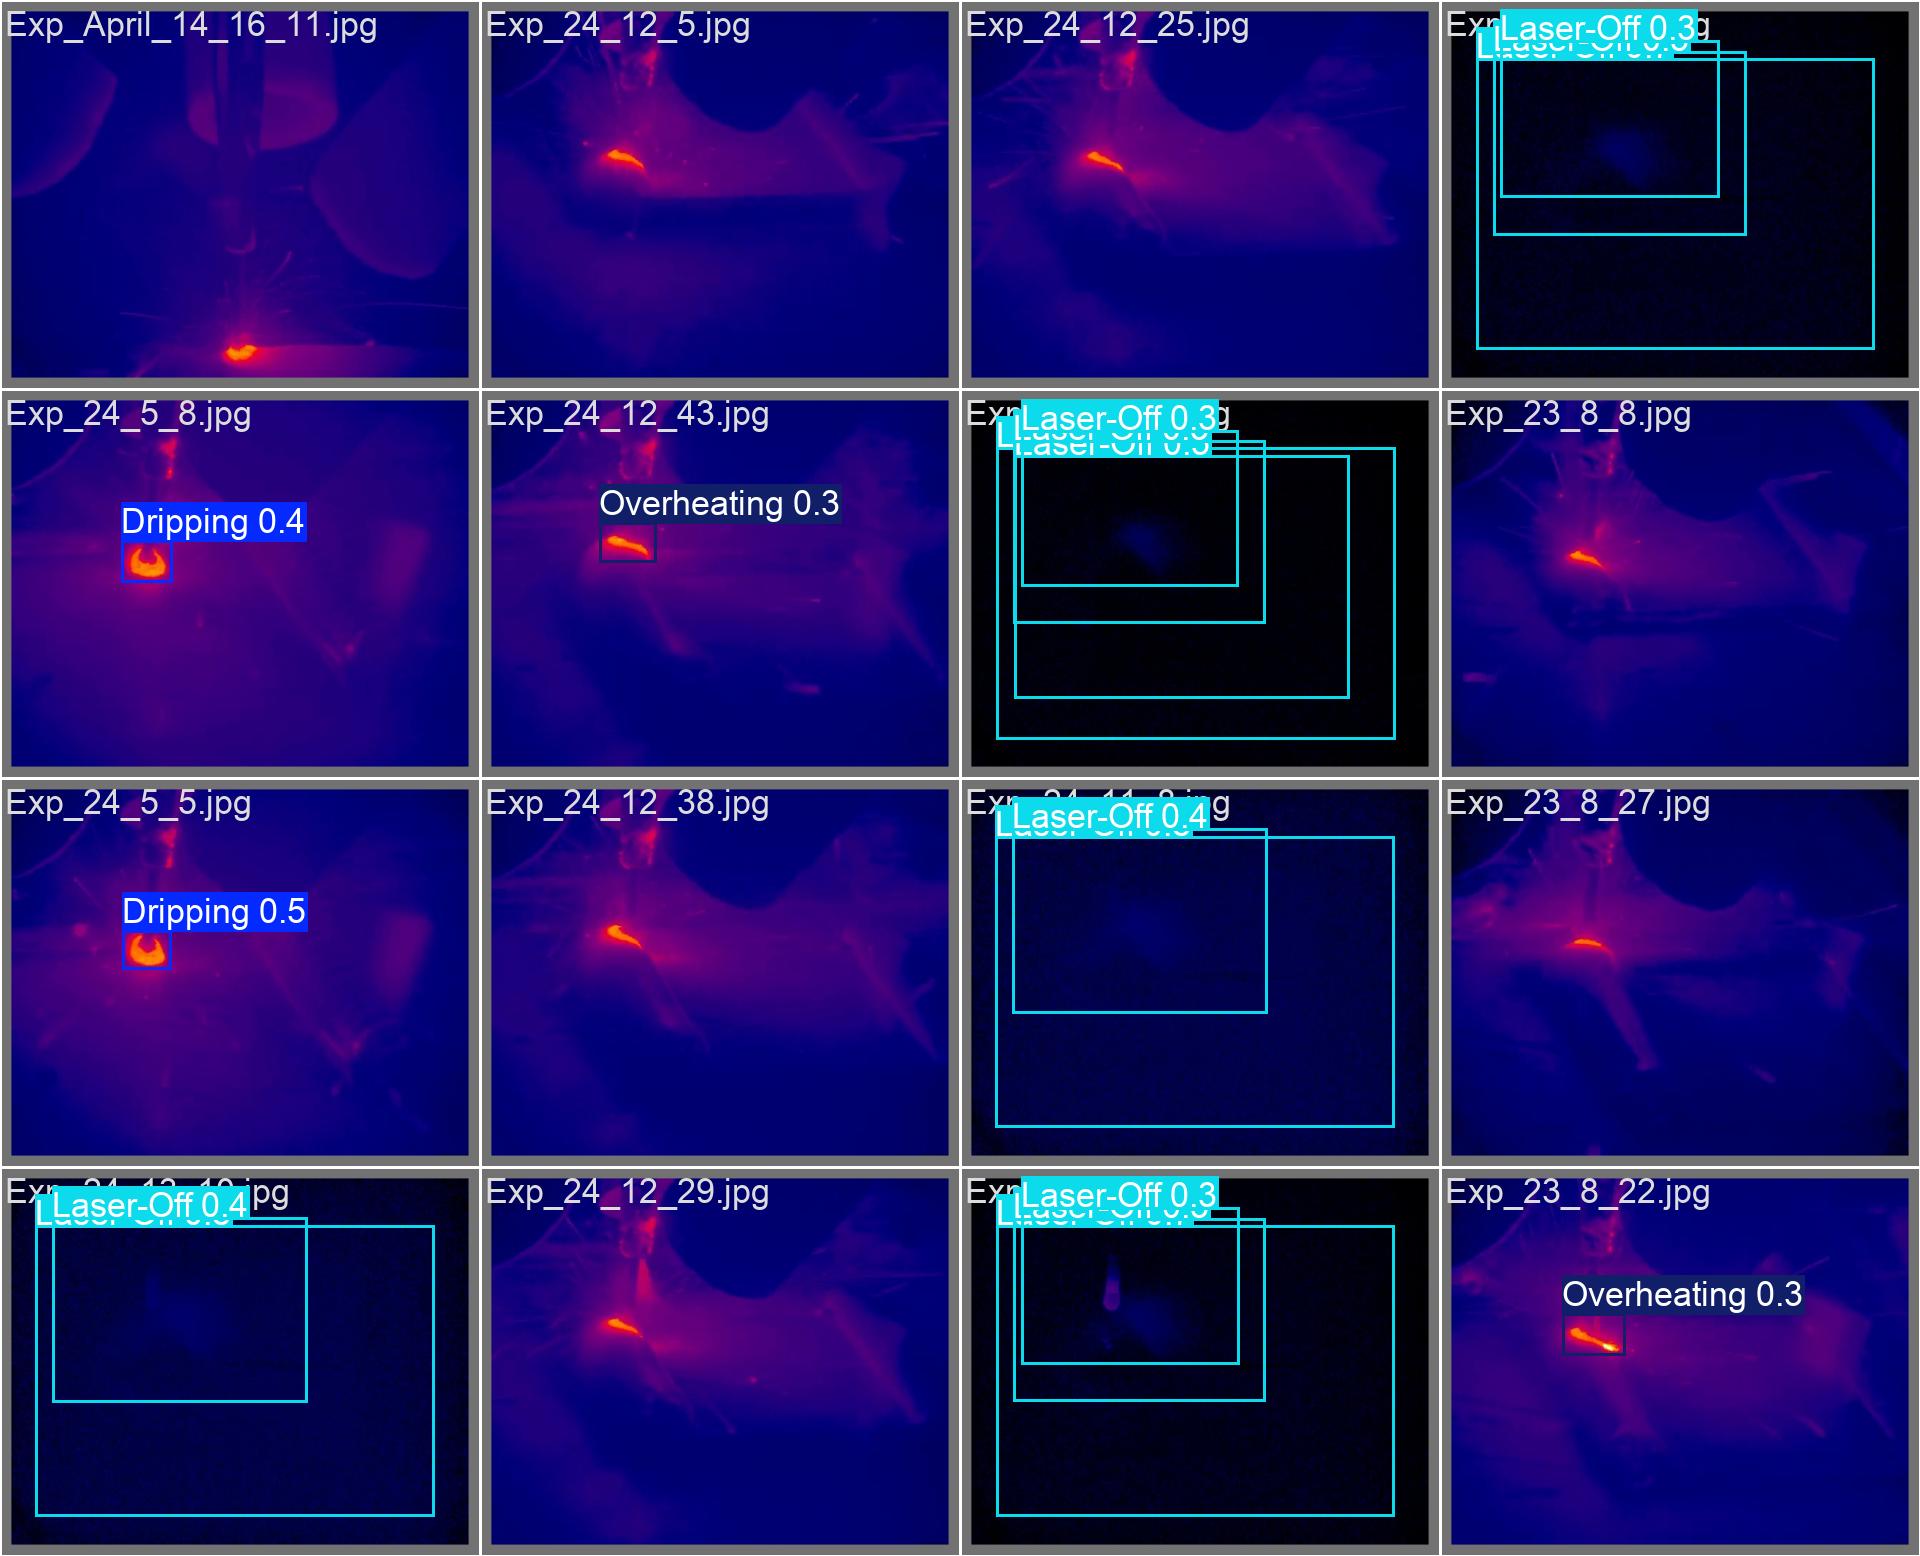 Exp_April_14_16_11.jpg
Exp_24_12_5.jpg
Exp_24_12_25.jpg
Laser-Off 0.3
Exp_24_5_8.jpg
Dripping 0.4
Exp_24_12_43.jpg
Overheating 0.3
Laser-Off 0.3
Exp_23_8_8.jpg
Exp_24_5_5.jpg
Dripping 0.5
Exp_24_12_38.jpg
Laser-Off 0.4
Exp_23_8_27.jpg
Laser-Off 0.4
Exp_24_12_29.jpg
Laser-Off 0.3
Exp_23_8_22.jpg
Overheating 0.3